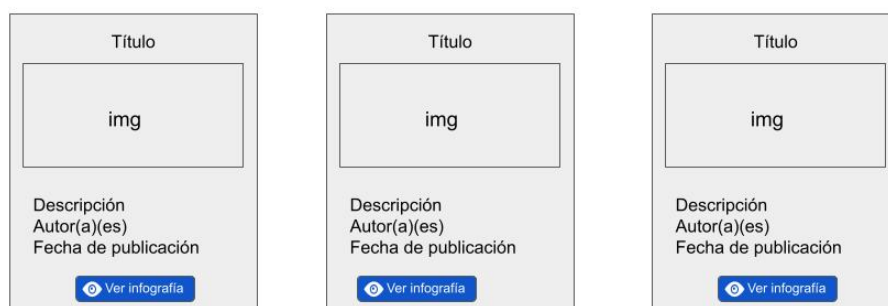 Título
img
Descripción
Autor(a)(es)
Fecha de publicación
Ver infografía
Título
img
Descripción
Autor(a)(es)
Fecha de publicación
Ver infografía
Título
img
Descripción
Autor(a)(es)
Fecha de publicación
Ver infografía